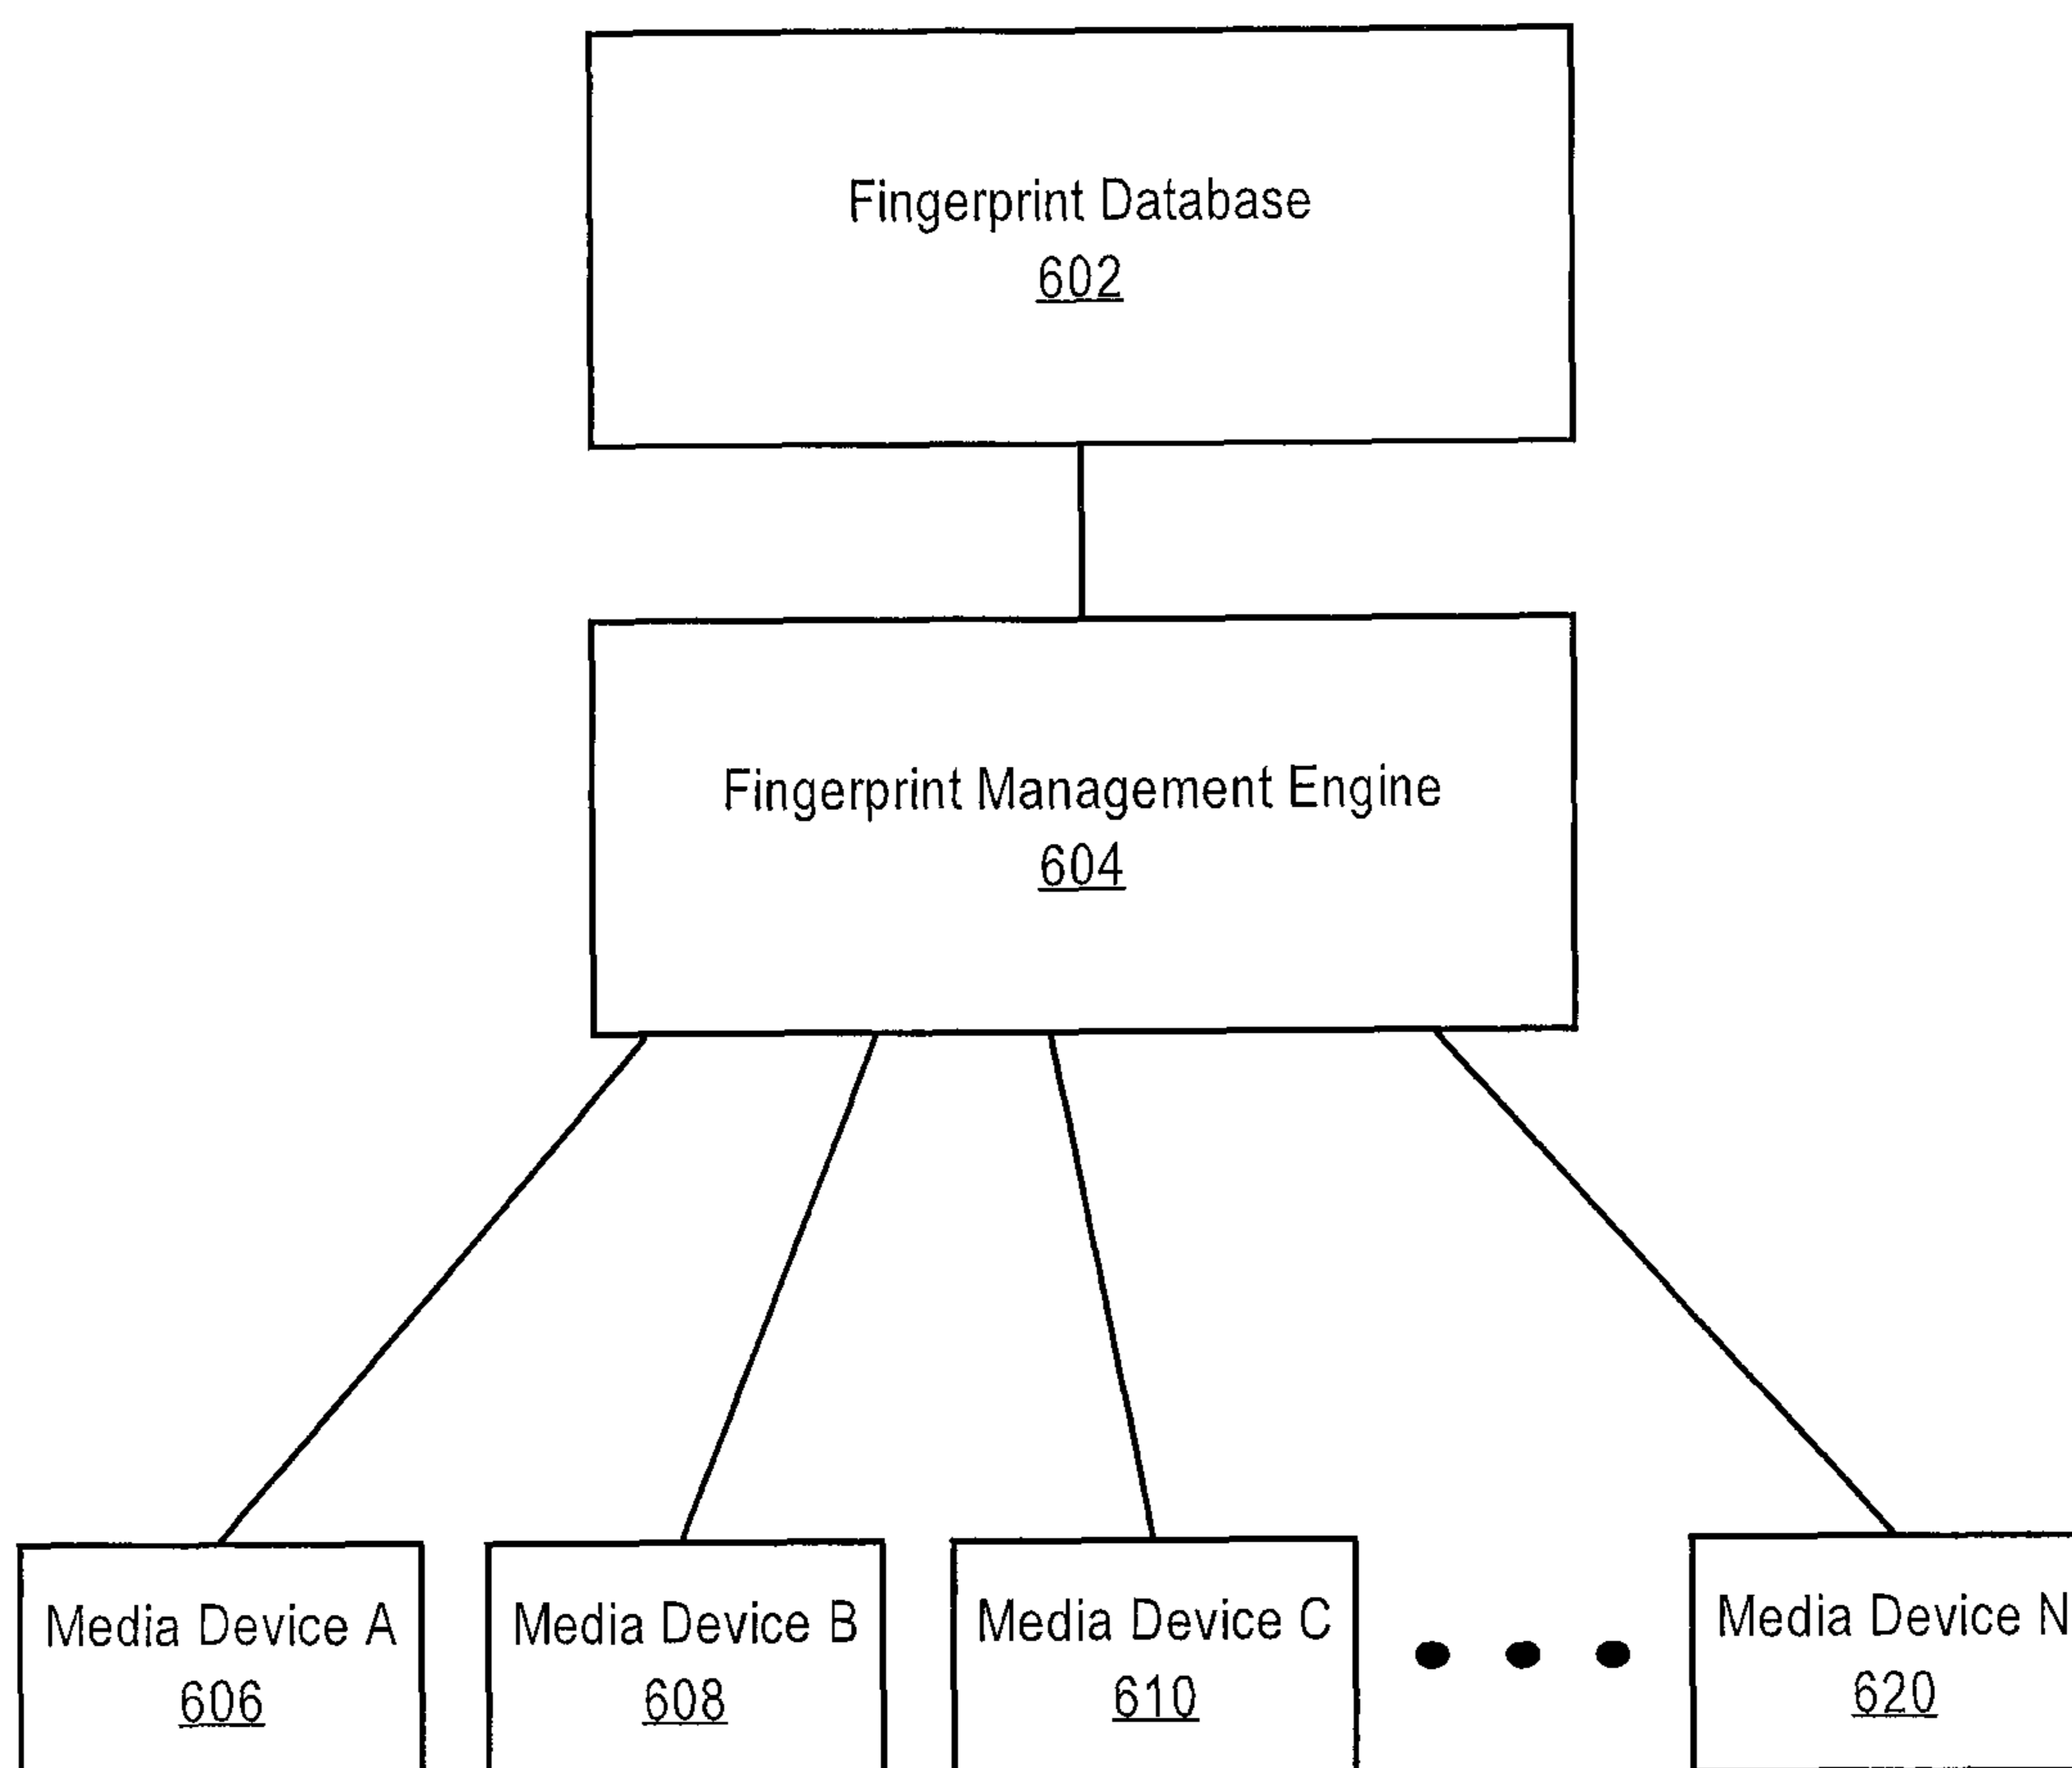 Fingerprint Database
602
Fingerprint Management Engine
604
Media Device A
606
Media Device B
608
Media Device C
610
Media Device N
620